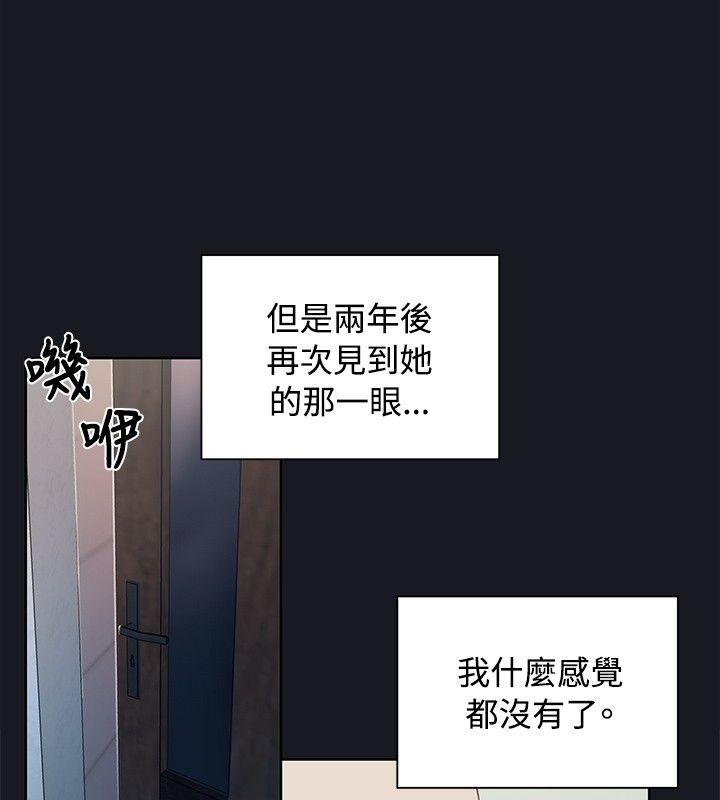 但是兩年後
再次見到她
的那一眼...
嘰
咿
我什麼感覺
都沒有了。